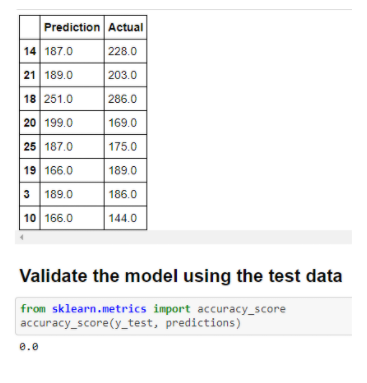 Prediction Actual
14 187.0 228.0
21 189.0 203.0
18 251.0 286.0
20 199.0 169.0
25 187.0 175.0
19 166.0 189.0
3 189.0 186.0
10 166.0 144.0
Validate the model using the test data
from sklearn.metrics import accuracy_score
accuracy_score(y_test, predictions)
0.0